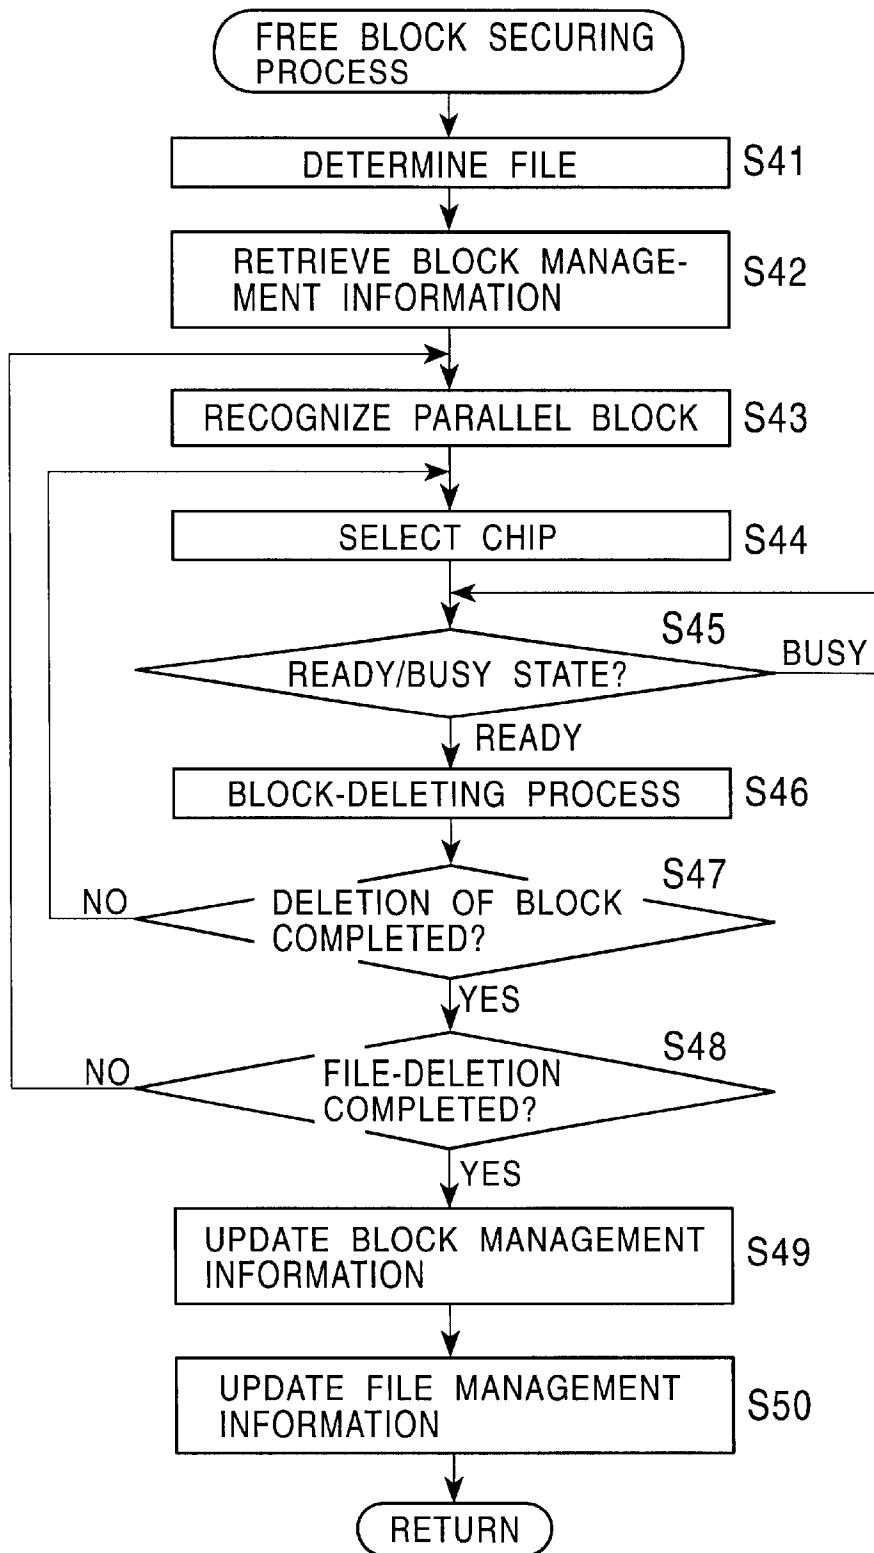 FREE BLOCK SECURING
PROCESS
DETERMINE FILE
S41
RETRIEVE BLOCK MANAGE-
MENT INFORMATION
S42
RECOGNIZE PARALLEL BLOCK
S43
SELECT CHIP
S44
S45
READY/BUSY STATE?
BUSY
READY
BLOCK-DELETING PROCESS
S46
S47
NO
DELETION OF BLOCK
COMPLETED?
YES
S48
NO
FILE-DELETION
COMPLETED?
YES
UPDATE BLOCK MANAGEMENT
INFORMATION
S49
UPDATE FILE MANAGEMENT
INFORMATION
S50
RETURN